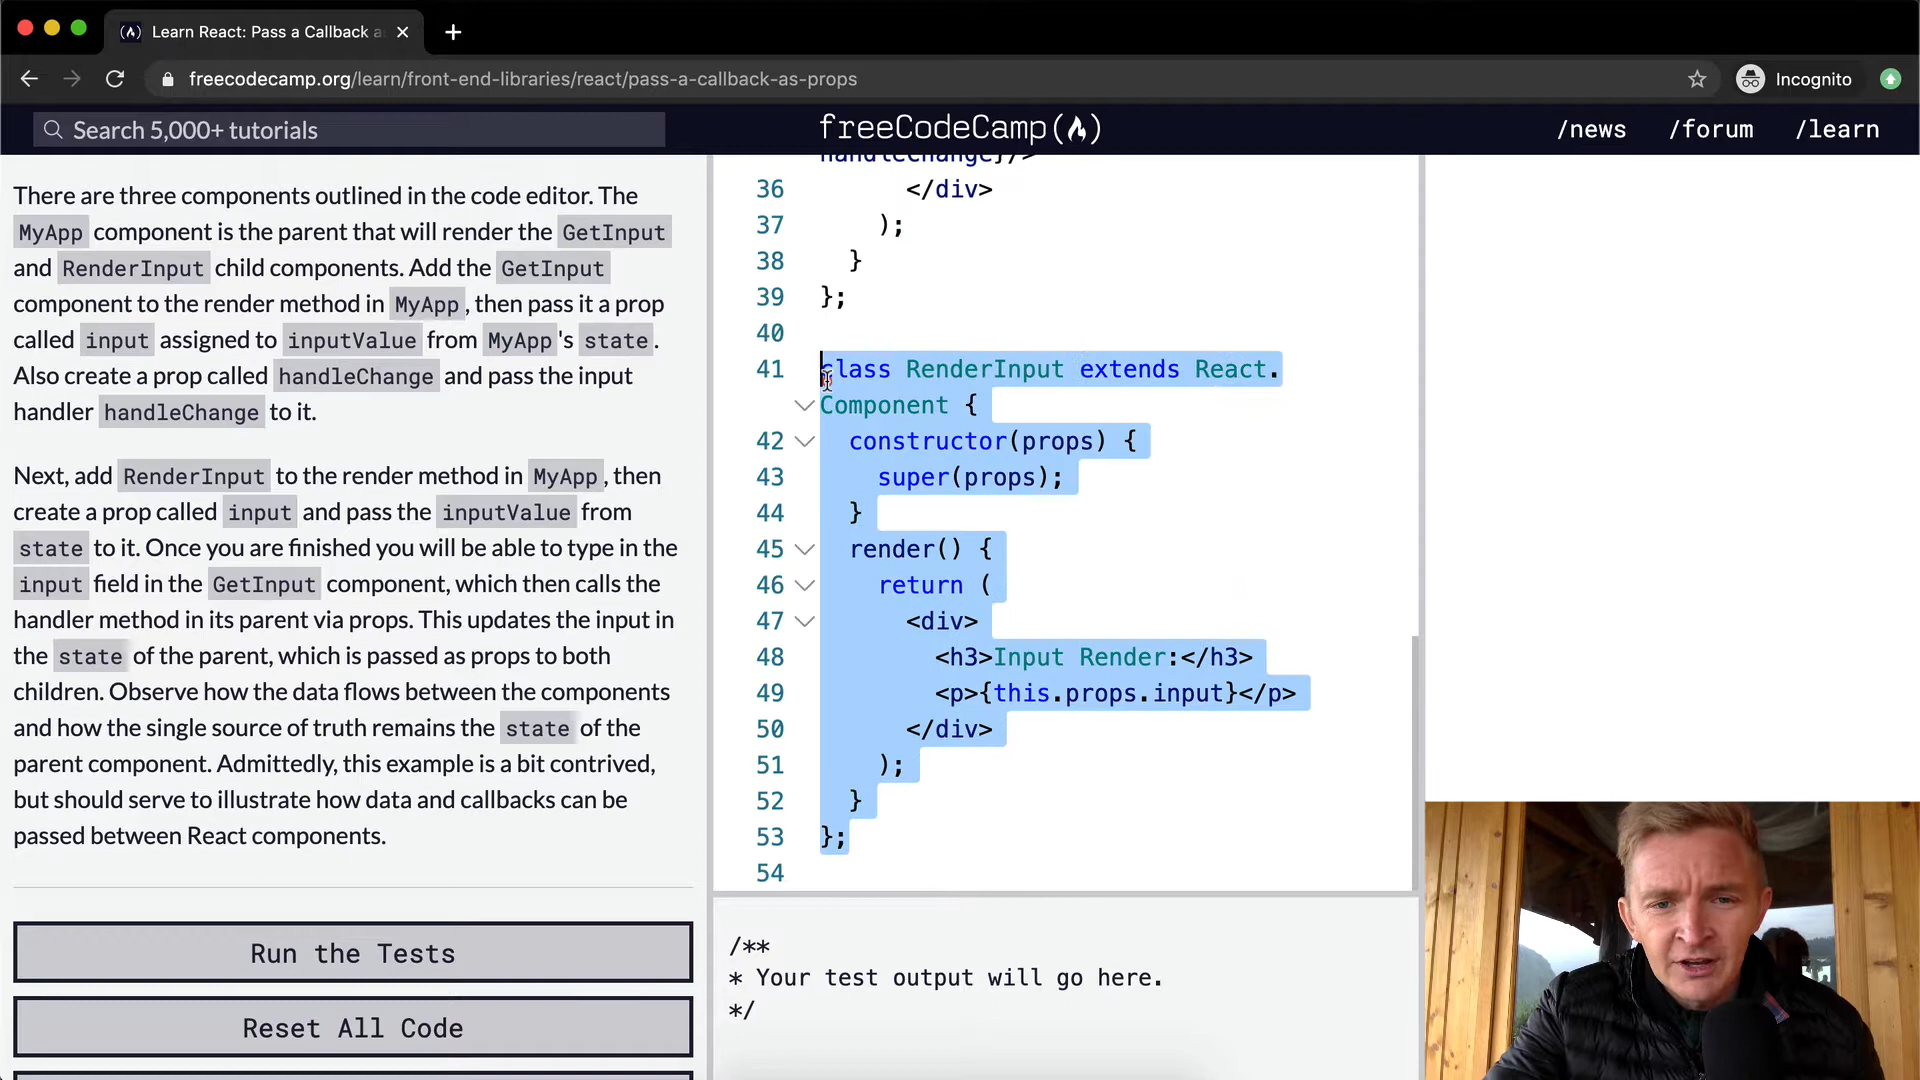 Learn React: Pass a Callback a
freecodecamp.org/learn/front-end-libraries/react/pass-a-callback-as-props
Incognito
Search 5,000+ tutorials
freeCodeCamp
/news
/forum
/learn
There are three components outlined in the code editor. The
MyApp component is the parent that will render the GetInput
and RenderInput child components. Add the GetInput
component to the render method in MyApp, then pass it a prop
called input assigned to inputValue from MyApp's state.
Also create a prop called handleChange and pass the input
handler handleChange to it.
Next, add RenderInput to the render method in MyApp, then
create a prop called input and pass the inputValue from
state to it. Once you are finished you will be able to type in the
input field in the GetInput component, which then calls the
handler method in its parent via props. This updates the input in
the state of the parent, which is passed as props to both
children. Observe how the data flows between the components
and how the single source of truth remains the state of the
parent component. Admittedly, this example is a bit contrived,
but should serve to illustrate how data and callbacks can be
passed between React components.
Run the Tests
Reset All Code
handleChange}/>
36 </div>
37 );
38 }
39 };
40
41 class RenderInput extends React.
Component {
42 constructor(props) {
43 super(props);
44 }
45 render() {
46 return (
47 <div>
48 <h3>Input Render:</h3>
49 <p>{this.props.input}</p>
50 </div>
51 );
52 }
53 };
54
/**
* Your test output will go here.
*/